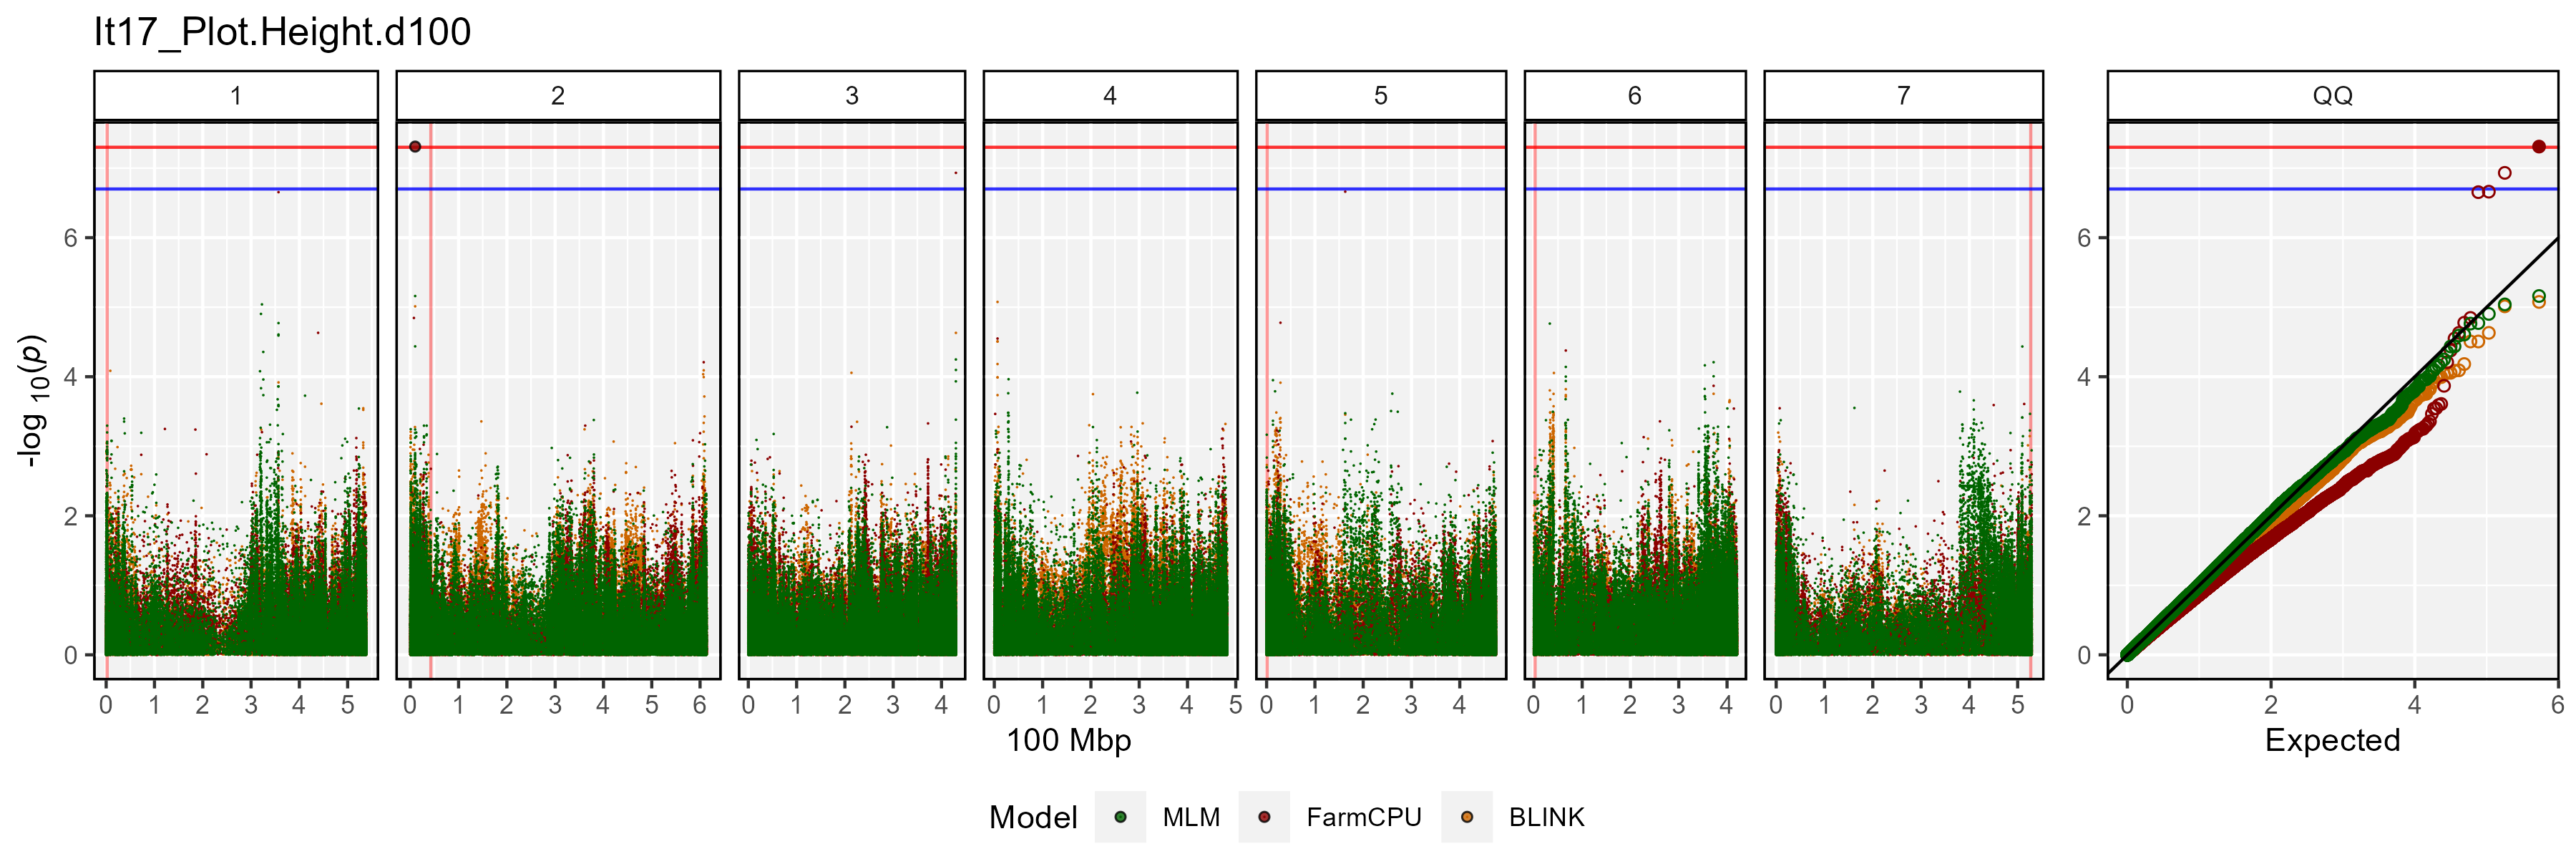 It17_Plot.Height.d100
1 2 3 4 5 6 7 QQ
-log 10(p)
6
4
2
0
6
4
2
0
0 1 2 3 4 5
0 1 2 3 4 5 6
0 1 2 3 4
0 1 2 3 4 5
0 1 2 3 4
0 1 2 3 4
0 1 2 3 4 5
0 2 4 6
100 Mbp
Expected
Model MLM FarmCPU BLINK